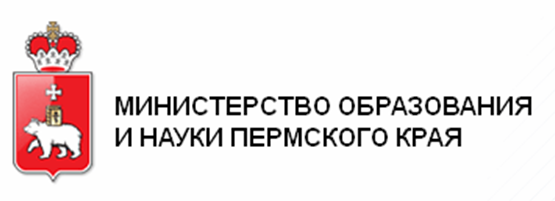 МИНИСТЕРСТВО ОБРАЗОВАНИЯ
И НАУКИ ПЕРМСКОГО КРАЯ